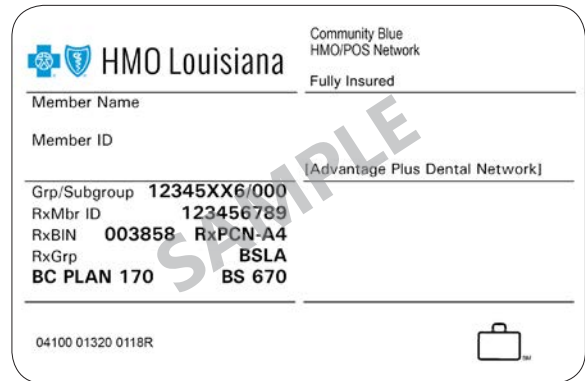 HMO Louisiana
Community Blue
HMO/POS Network
Fully Insured
Member Name
Member ID
[Advantage Plus Dental Network]
Grp/Subgroup 12345XX6/000
RxMbr ID 123456789
RxBIN 003858 RxPCN-A4
RxGrp BSLA
BC PLAN 170 BS 670
SAMPLE
04100 01320 0118R
SM